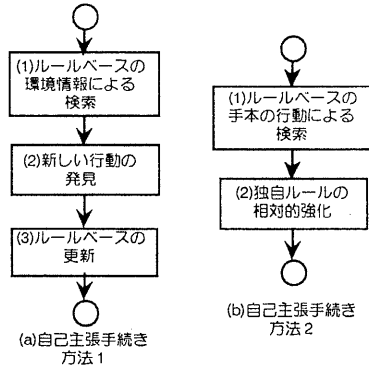 (1)ルールベースの
環境情報による
検索
(2)新しい行動の
発見
(3)ルールベースの
更新
(a)自己主張手続き
方法1
(1)ルールベースの
手本の行動による
検索
(2)独自ルールの
相対的強化
(b)自己主張手続き
方法2